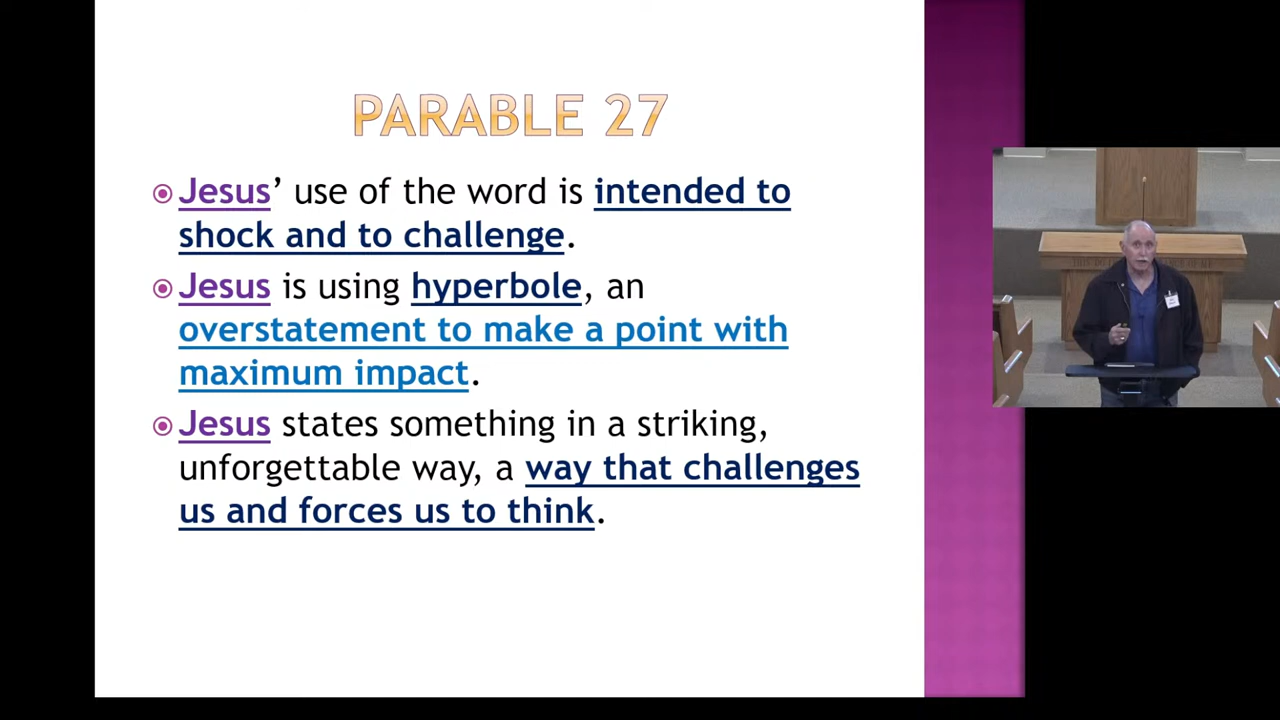 PARABLE 27
Jesus’ use of the word is intended to
shock and to challenge.
Jesus is using hyperbole, an
overstatement to make a point with
maximum impact.
Jesus states something in a striking,
unforgettable way, a way that challenges
us and forces us to think.